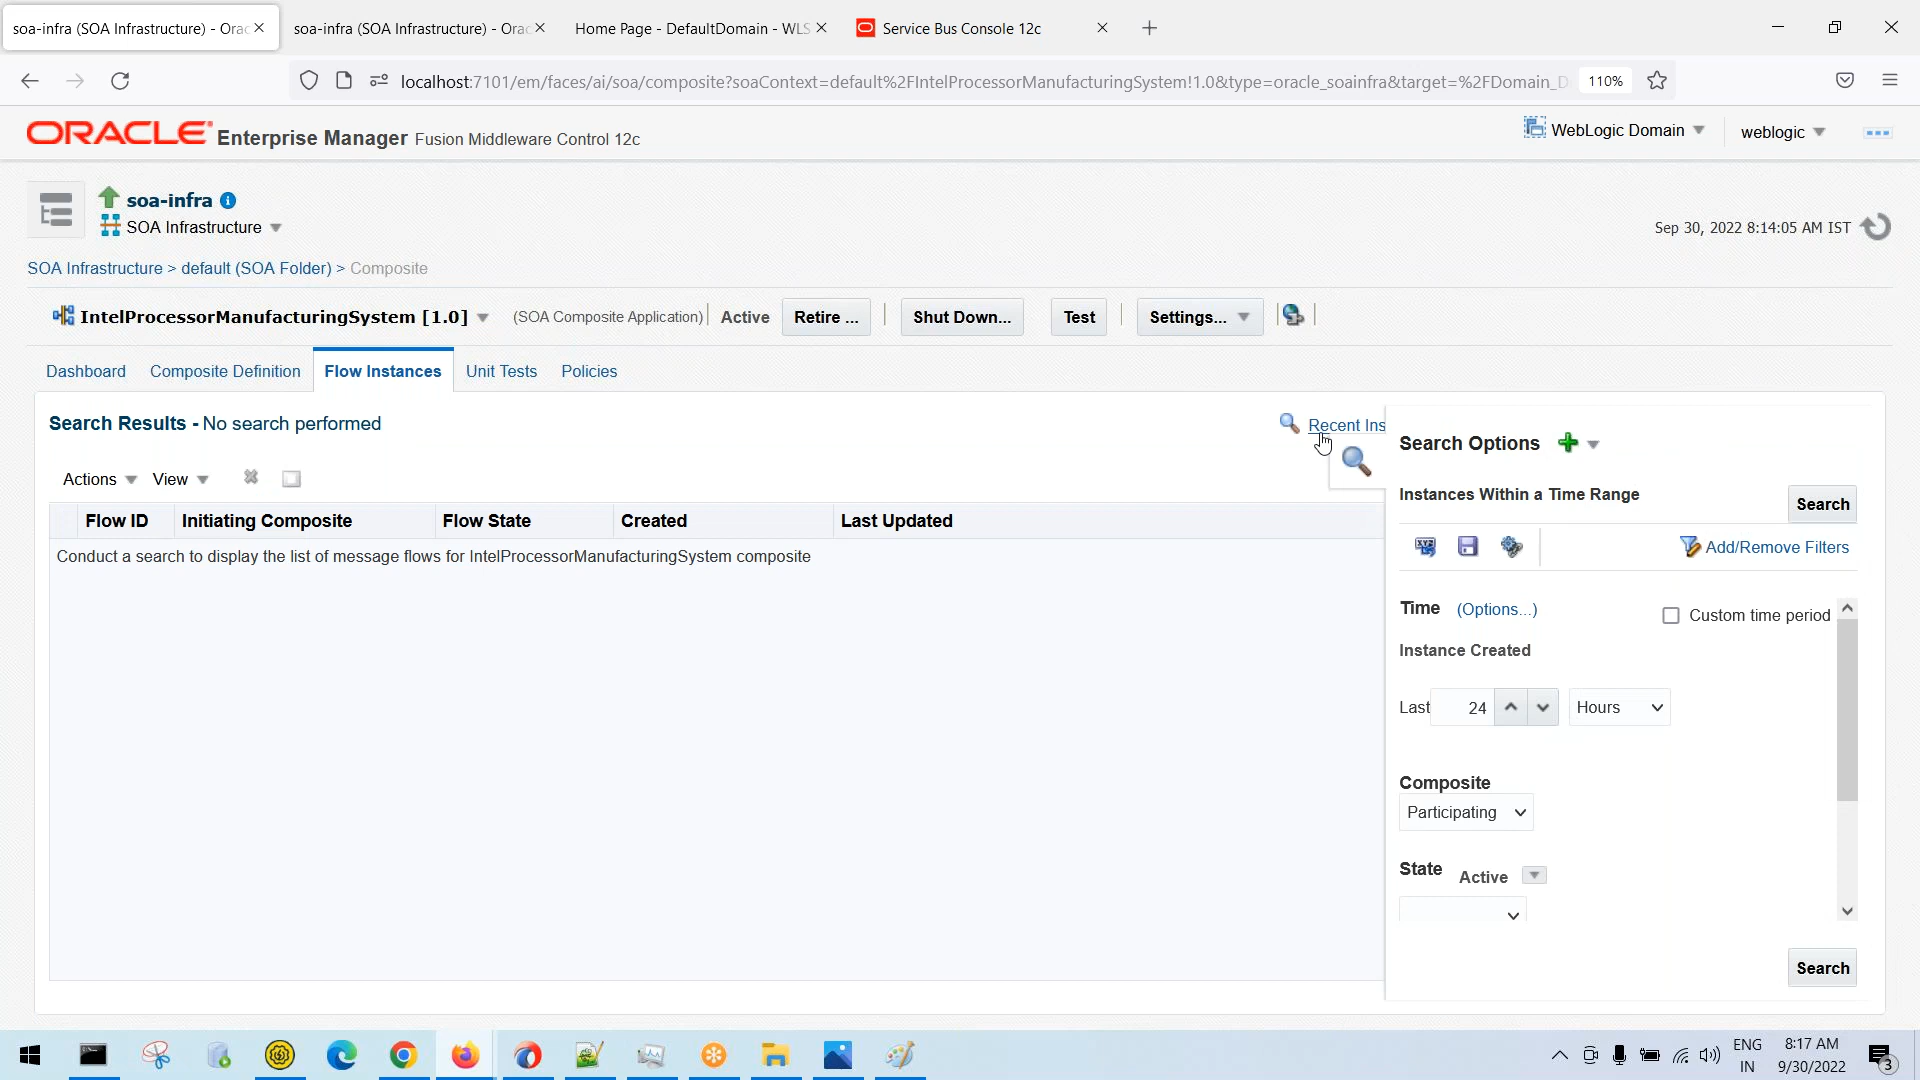 soa-infra (SOA Infrastructure) - Orac
soa-infra (SOA Infrastructure) - Orac
Home Page - DefaultDomain - WLS
Service Bus Console 12c
localhost:7101/em/faces/ai/soa/composite?soaContext=default%2FIntelProcessorManufacturingSystem!1.0&type=oracle_soainfra&target=%2FDomain_D
110%
ORACLE Enterprise Manager Fusion Middleware Control 12c
WebLogic Domain
weblogic
soa-infra
SOA Infrastructure
Sep 30, 2022 8:14:05 AM IST
SOA Infrastructure > default (SOA Folder) > Composite
IntelProcessorManufacturingSystem [1.0]
(SOA Composite Application)
Active
Retire ...
Shut Down...
Test
Settings...
Dashboard
Composite Definition
Flow Instances
Unit Tests
Policies
Search Results - No search performed
Recent Ins
Search Options
Actions
View
Instances Within a Time Range
Search
Flow ID
Initiating Composite
Flow State
Created
Last Updated
Conduct a search to display the list of message flows for IntelProcessorManufacturingSystem composite
Add/Remove Filters
Time (Options...)
Custom time period
Instance Created
Last 24
Hours
Composite
Participating
State Active
Search
ENG
IN
8:17 AM
9/30/2022
3